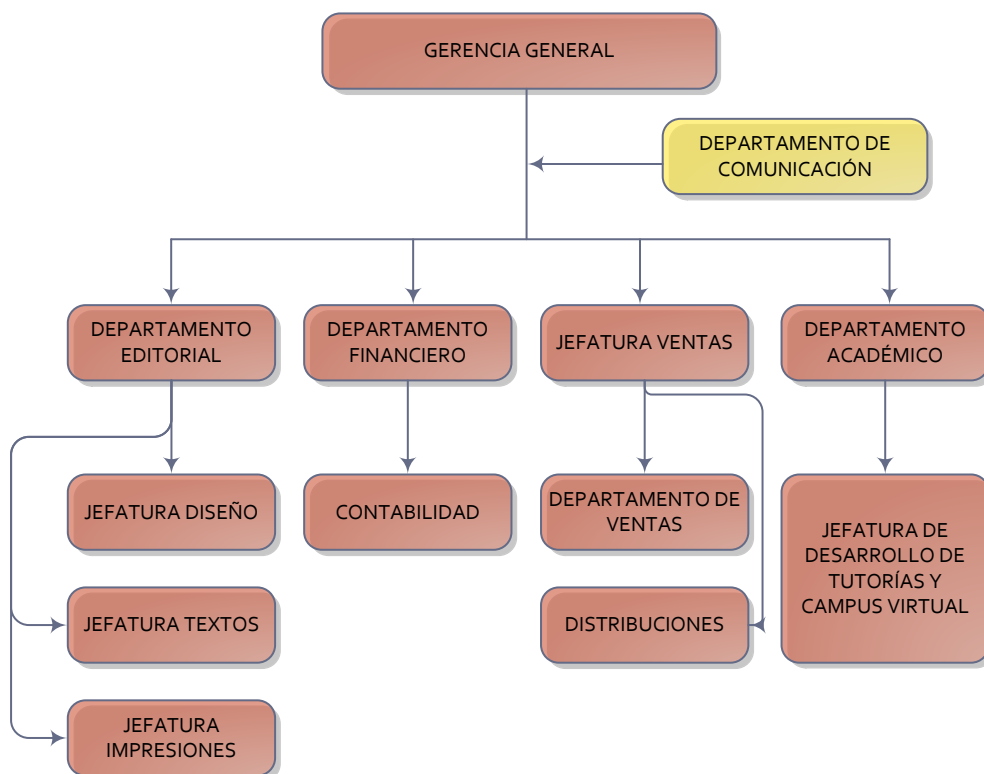 GERENCIA GENERAL
DEPARTAMENTO DE
COMUNICACIÓN
DEPARTAMENTO
EDITORIAL
DEPARTAMENTO
FINANCIERO
JEFATURA VENTAS
DEPARTAMENTO
ACADÉMICO
JEFATURA DISEÑO
CONTABILIDAD
DEPARTAMENTO DE
VENTAS
JEFATURA DE
DESARROLLO DE
TUTORÍAS Y
CAMPUS VIRTUAL
JEFATURA TEXTOS
DISTRIBUCIONES
JEFATURA
IMPRESIONES